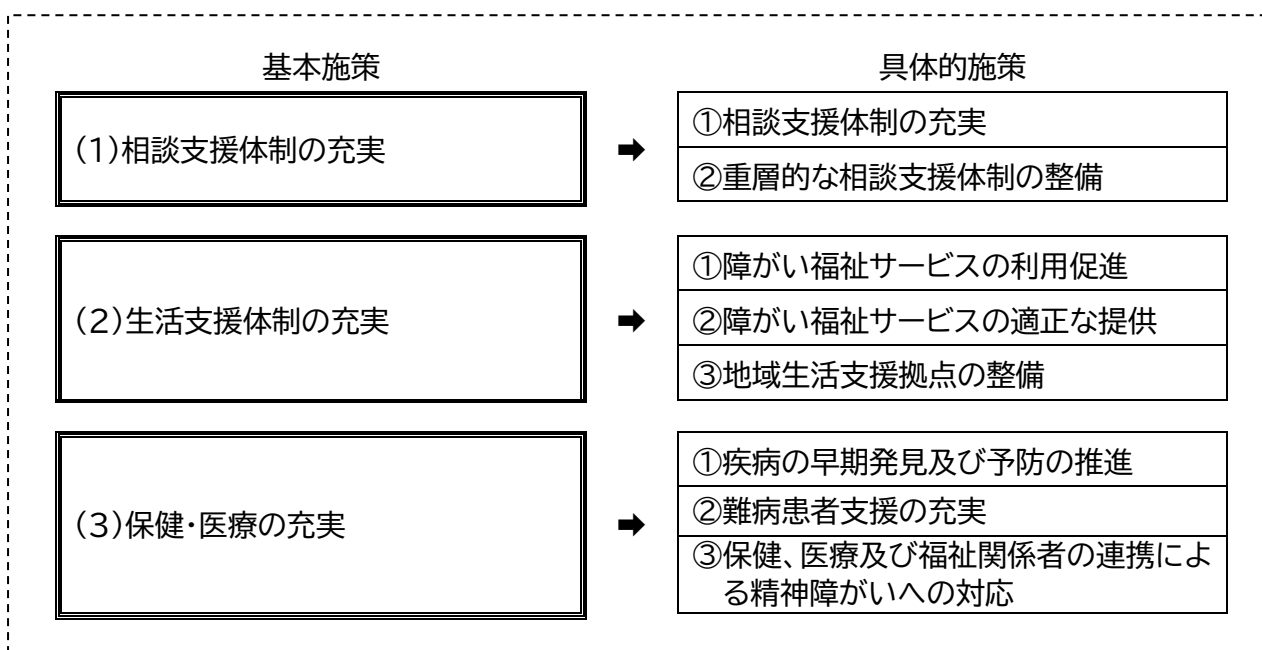 基本施策
具体的施策
(1)相談支援体制の充実
➡
①相談支援体制の充実
②重層的な相談支援体制の整備
(2)生活支援体制の充実
➡
①障がい福祉サービスの利用促進
②障がい福祉サービスの適正な提供
③地域生活支援拠点の整備
(3)保健・医療の充実
➡
①疾病の早期発見及び予防の推進
②難病患者支援の充実
③保健、医療及び福祉関係者の連携によ
る精神障がいへの対応